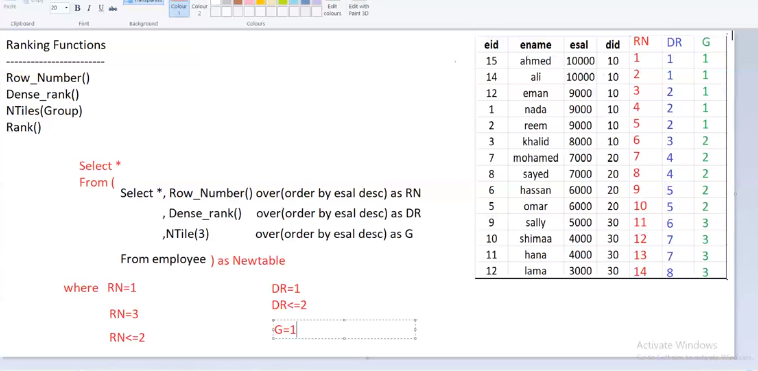 20
B I U abc
Transparent
Colour
1
Colour
2
Edit
colours
Edit with
Paint 3D
Clipboard
Font
Background
Colours
Ranking Functions
------------------------
Row_Number()
Dense_rank()
NTiles(Group)
Rank()
Select *
From (
Select *, Row_Number() over(order by esal desc) as RN
, Dense_rank() over(order by esal desc) as DR
,NTile(3) over(order by esal desc) as G
From employee ) as Newtable
where RN=1
RN=3
RN<=2
DR=1
DR<=2
G=1
eid ename esal did RN DR G
15 ahmed 10000 10 1 1 1
14 ali 10000 10 2 1 1
12 eman 9000 10 3 2 1
1 nada 9000 10 4 2 1
2 reem 9000 10 5 2 1
3 khalid 8000 10 6 3 2
7 mohamed 7000 20 7 4 2
8 sayed 7000 20 8 4 2
6 hassan 6000 20 9 5 2
5 omar 6000 20 10 5 2
9 sally 5000 30 11 6 3
10 shimaa 4000 30 12 7 3
11 hana 4000 30 13 7 3
12 lama 3000 30 14 8 3
Activate Windows
Go to Settings to activate Windows.